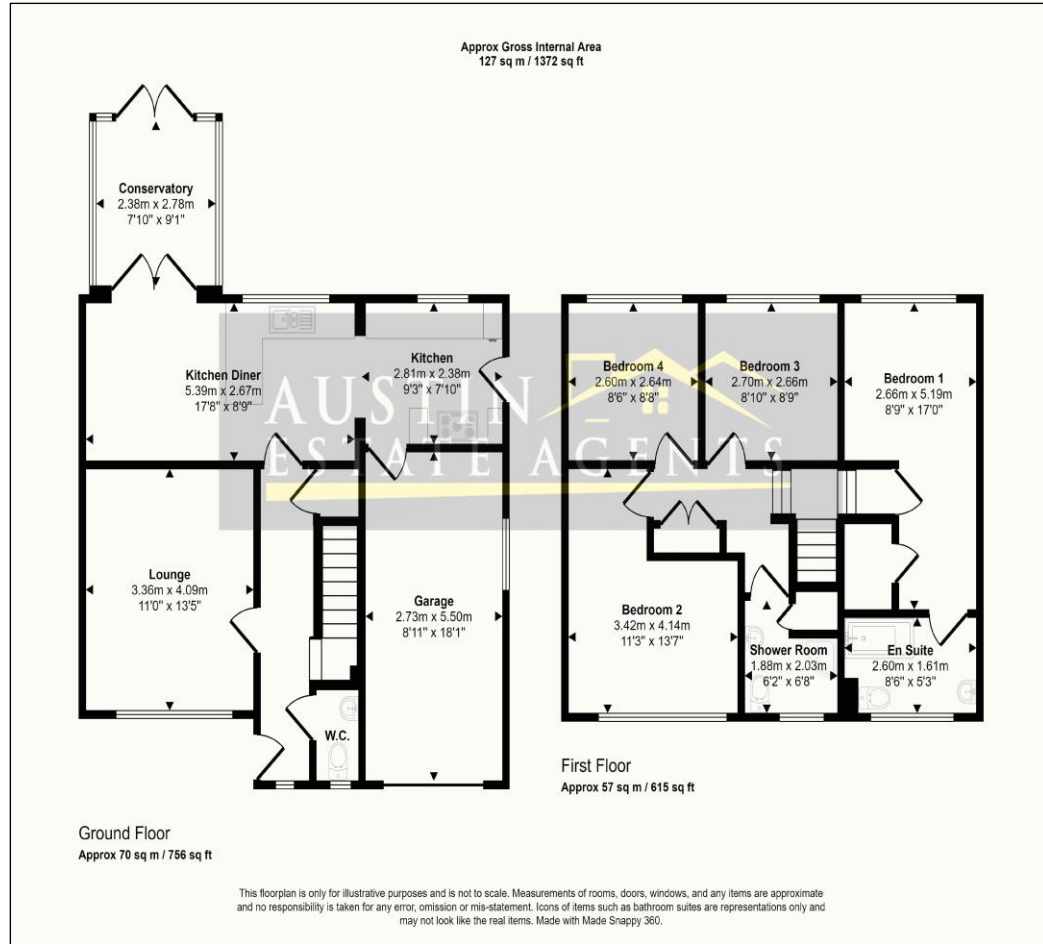 Approx Gross Internal Area
127 sq m / 1372 sq ft
Conservatory
2.38m x 2.78m
7'10" x 9'1"
Kitchen Diner
5.39m x 2.67m
17'8" x 8'9"
Kitchen
2.81m x 2.38m
9'3" x 7'10"
Bedroom 4
2.60m x 2.64m
8'6" x 8'8"
Bedroom 3
2.70m x 2.66m
8'10" x 8'9"
Bedroom 1
2.66m x 5.19m
8'9" x 17'0"
AUSTIN
ESTATE AGENTS
Lounge
3.36m x 4.09m
11'0" x 13'5"
Garage
2.73m x 5.50m
8'11" x 18'1"
Bedroom 2
3.42m x 4.14m
11'3" x 13'7"
Shower Room
1.88m x 2.03m
6'2" x 6'8"
En Suite
2.60m x 1.61m
8'6" x 5'3"
W.C.
First Floor
Approx 57 sq m / 615 sq ft
Ground Floor
Approx 70 sq m / 756 sq ft
This floorplan is only for illustrative purposes and is not to scale. Measurements of rooms, doors, windows, and any items are approximate
and no responsibility is taken for any error, omission or mis-statement. Icons of items such as bathroom suites are representations only and
may not look like the real items. Made with Made Snappy 360.